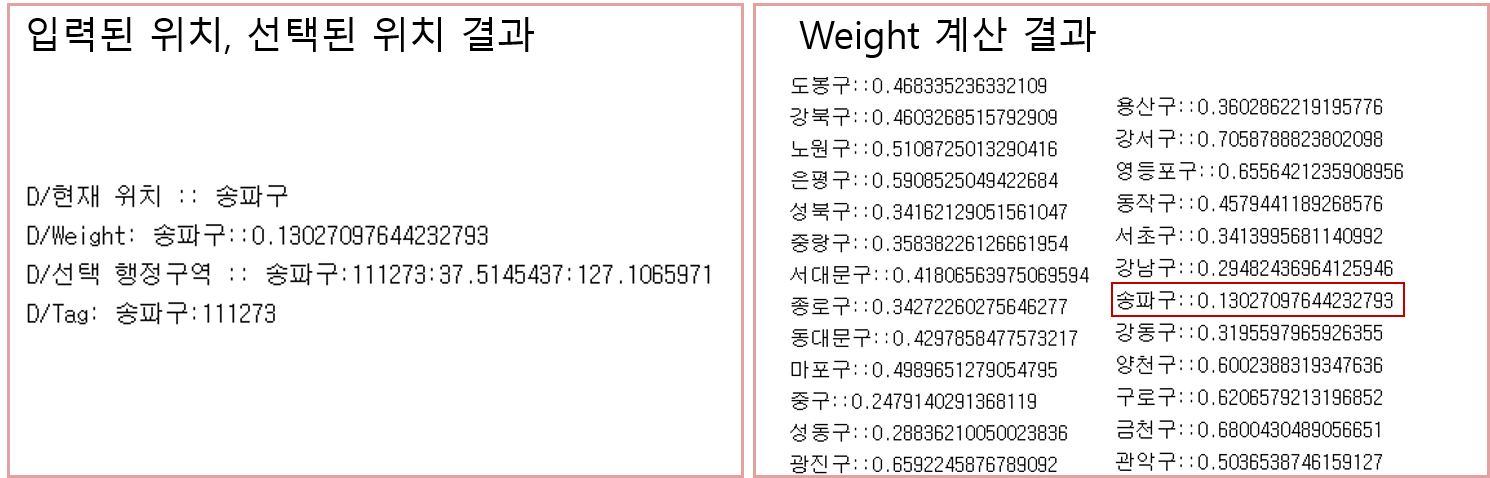 입력된 위치, 선택된 위치 결과
D/현재 위치 :: 송파구
D/Weight: 송파구::0.13027097644232793
D/선택 행정구역 :: 송파구:111273:37.5145437:127.1065971
D/Tag: 송파구:111273
Weight 계산 결과
도봉구::0.468335236332109
강북구::0.4603268515792909
노원구::0.5108725013290416
은평구::0.5908525049422684
성북구::0.34162129051561047
중랑구::0.35838226126661954
서대문구::0.41806563975069594
종로구::0.34272260275646277
동대문구::0.4297858477573217
마포구::0.4989651279054795
중구::0.2479140291368119
성동구::0.28836210050023836
광진구::0.6592245876789092
용산구::0.3602862219195776
강서구::0.7058788823802098
영등포구::0.6556421235908956
동작구::0.4579441189268576
서초구::0.3413995681140992
강남구::0.29482436964125946
송파구::0.13027097644232793
강동구::0.3195597965926355
양천구::0.6002388319347636
구로구::0.6206579213196852
금천구::0.6800430489056651
관악구::0.5036538746159127